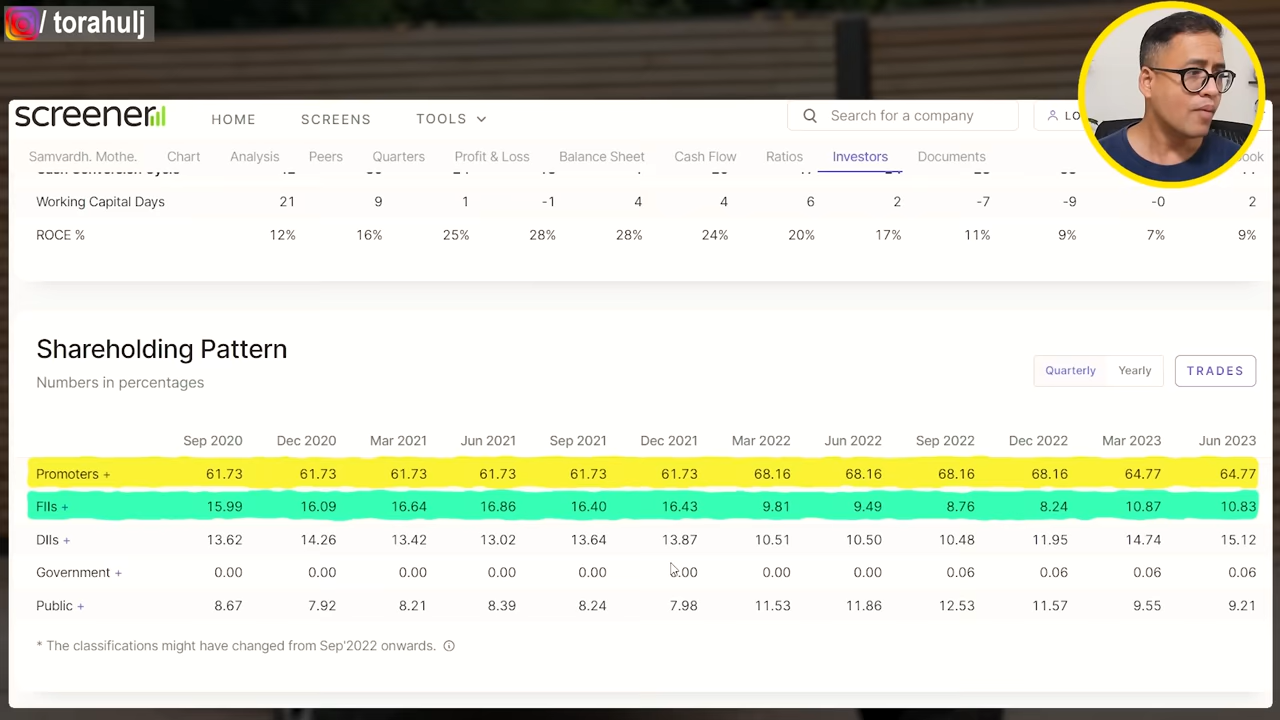 / torahulj
screener
HOME SCREENS TOOLS
Search for a company
LO
Samvardh. Mothe. Chart Analysis Peers Quarters Profit & Loss Balance Sheet Cash Flow Ratios Investors Documents
Working Capital Days 21 9 1 -1 4 4 6 2 -7 -9 -0 2
ROCE % 12% 16% 25% 28% 28% 24% 20% 17% 11% 9% 7% 9%
Shareholding Pattern
Numbers in percentages
Quarterly Yearly TRADES
Sep 2020 Dec 2020 Mar 2021 Jun 2021 Sep 2021 Dec 2021 Mar 2022 Jun 2022 Sep 2022 Dec 2022 Mar 2023 Jun 2023
Promoters + 61.73 61.73 61.73 61.73 61.73 61.73 68.16 68.16 68.16 68.16 64.77 64.77
FIIs + 15.99 16.09 16.64 16.86 16.40 16.43 9.81 9.49 8.76 8.24 10.87 10.83
DIIs + 13.62 14.26 13.42 13.02 13.64 13.87 10.51 10.50 10.48 11.95 14.74 15.12
Government + 0.00 0.00 0.00 0.00 0.00 0.00 0.00 0.00 0.06 0.06 0.06 0.06
Public + 8.67 7.92 8.21 8.39 8.24 7.98 11.53 11.86 12.53 11.57 9.55 9.21
* The classifications might have changed from Sep'2022 onwards.